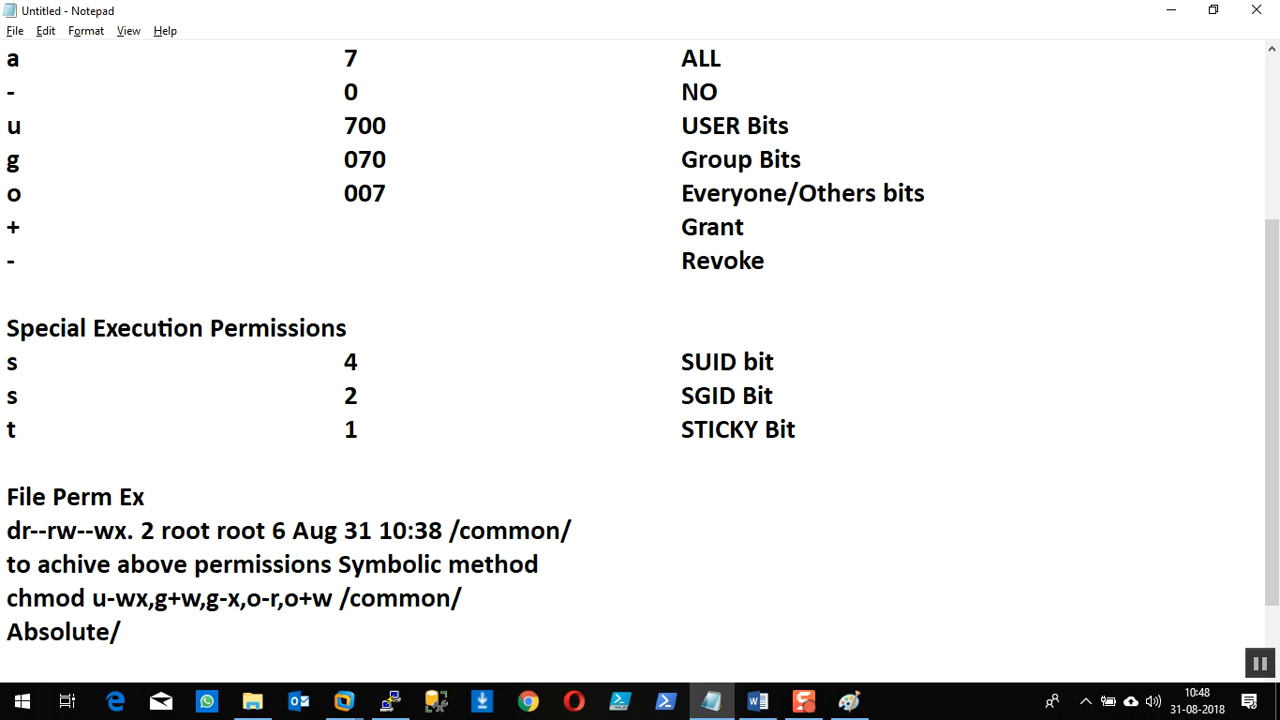 Untitled - Notepad
File Edit Format View Help
a 7 ALL
- 0 NO
u 700 USER Bits
g 070 Group Bits
o 007 Everyone/Others bits
+ Grant
- Revoke
Special Execution Permissions
s 4 SUID bit
s 2 SGID Bit
t 1 STICKY Bit
File Perm Ex
dr--rw--wx. 2 root root 6 Aug 31 10:38 /common/
to achive above permissions Symbolic method
chmod u-wx,g+w,g-x,o-r,o+w /common/
Absolute/
10:48
31-08-2018